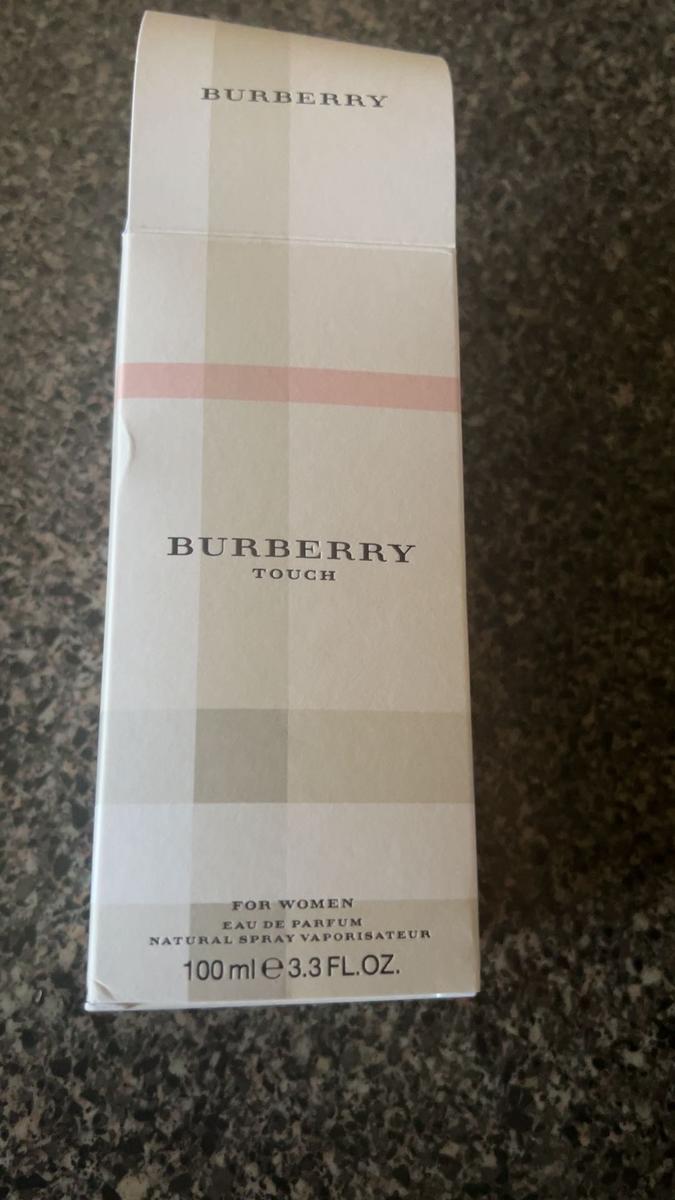 BURBERRY
BURBERRY
TOUCH
FOR WOMEN
EAU DE PARFUM
NATURAL SPRAY VAPORISATEUR
100 ml ℮ 3.3 FL.OZ.